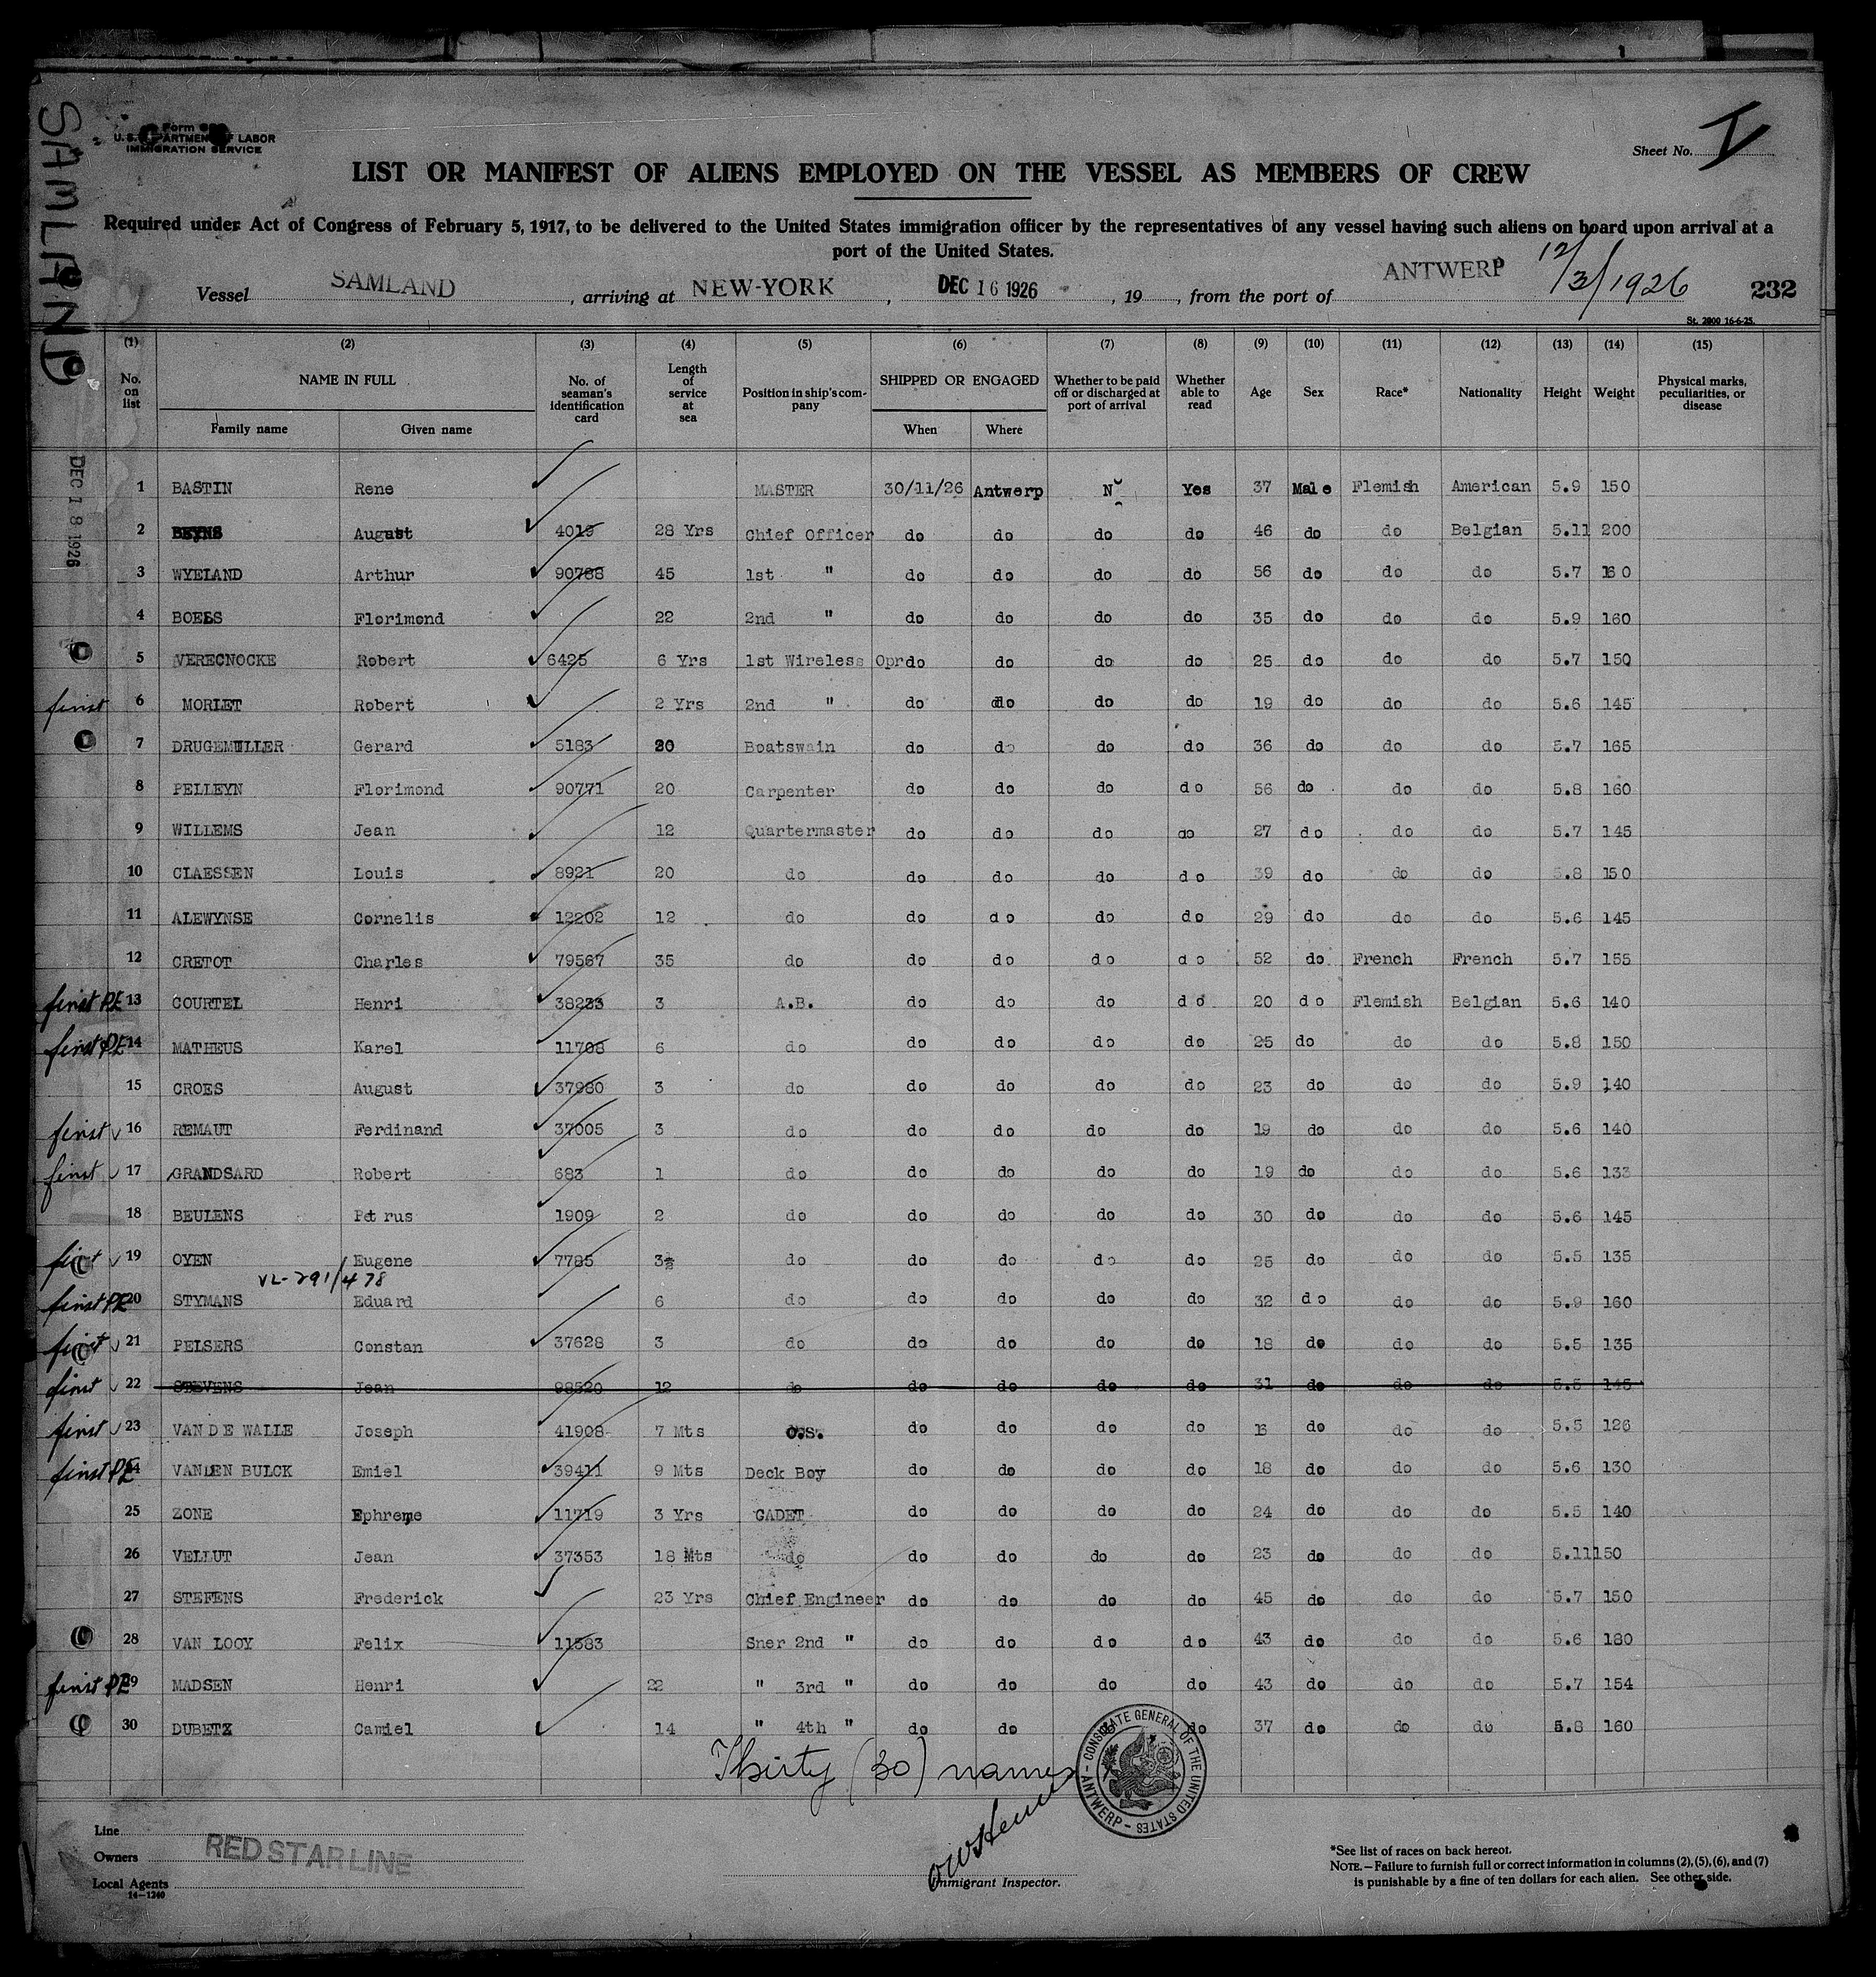 SAMLAND
DEC 18 1926
Form
U.S. DEPARTMENT OF LABOR
IMMIGRATION SERVICE
Sheet No. I
LIST OR MANIFEST OF ALIENS EMPLOYED ON THE VESSEL AS MEMBERS OF CREW
Required under Act of Congress of February 5, 1917, to be delivered to the United States immigration officer by the representatives of any vessel having such aliens on board upon arrival at a
port of the United States.
Vessel SAMLAND, arriving at NEW-YORK, DEC 16 1926, 19, from the port of ANTWERP 12/3/1926 232
St. 2000 16-6-25.
(1) (2) (3) (4) (5) (6) (7) (8) (9) (10) (11) (12) (13) (14) (15)
No. on list NAME IN FULL No. of seaman's identification card Length of service at sea Position in ship's company SHIPPED OR ENGAGED Whether to be paid off or discharged at port of arrival Whether able to read Age Sex Race* Nationality Height Weight Physical marks, peculiarities, or disease
Family name Given name When Where
1 BASTIN Rene MASTER 30/11/26 Antwerp N Yes 37 Male Flemish American 5.9 150
2 BEYNS August 4019 28 Yrs Chief Officer do do do do 46 do do Belgian 5.11 200
3 WYELAND Arthur 90788 45 1st " do do do do 56 do do do 5.7 160
4 BOELS Florimond 22 2nd " do do do do 35 do do do 5.9 160
5 VERECNOCKE Robert 6425 6 Yrs 1st Wireless Opr do do do do 25 do do do 5.7 150
first 6 MORLET Robert 2 Yrs 2nd " do do do do 19 do do do 5.6 145
7 DRUGEMULLER Gerard 5183 20 Boatswain do do do do 36 do do do 5.7 165
8 PELLEYN Florimond 90771 20 Carpenter do do do do 56 do do do 5.8 160
9 WILLEMS Jean 12 Quartermaster do do do do 27 do do do 5.7 145
10 CLAESSEN Louis 8921 20 do do do do do 39 do do do 5.8 150
11 ALEWYNSE Cornelis 12202 12 do do do do do 29 do do do 5.6 145
12 CRETOT Charles 79567 35 do do do do do 52 do French French 5.7 155
first PE 13 COURTEL Henri 38233 3 A.B. do do do do 20 do Flemish Belgian 5.6 140
first PE 14 MATHEUS Karel 11708 6 do do do do do 25 do do do 5.8 150
15 CROES August 37980 3 do do do do do 23 do do do 5.9 140
first 16 REMAUT Ferdinand 37005 3 do do do do do 19 do do do 5.6 140
first 17 GRANDSARD Robert 683 1 do do do do do 19 do do do 5.6 133
18 BEULENS Petrus 1909 2 do do do do do 30 do do do 5.6 145
first 19 OYEN Eugene 7785 3½ do do do do do 25 do do do 5.5 135
VL-291/478
first PE 20 STYMANS Eduard 6 do do do do do 32 do do do 5.9 160
first 21 PELSERS Constan 37628 3 do do do do do 18 do do do 5.5 135
first 22 STEVENS Jean 98520 12 do do do do do 31 do do do 5.5 145
first 23 VAN DE WALLE Joseph 41908 7 Mts O.S. do do do do do do do 5.5 126
first PE 24 VANDEN BULCK Emiel 39411 9 Mts Deck Boy do do do do 18 do do do 5.6 130
25 ZONE Ephreme 11719 3 Yrs CADET do do do do 24 do do do 5.5 140
26 VELLUT Jean 37353 18 Mts do do do do do 23 do do do 5.11 150
27 STEFENS Frederick 23 Yrs Chief Engineer do do do do 45 do do do 5.7 150
28 VAN LOOY Felix 11583 Sner 2nd " do do do do 43 do do do 5.6 180
first PE 29 MADSEN Henri 22 " 3rd " do do do do 43 do do do 5.7 154
30 DUBETZ Camiel 14 " 4th " do do do 37 do do do 5.8 160
Thirty (30) names
CONSULATE GENERAL OF THE UNITED STATES - ANTWERP -
Line
Owners RED STAR LINE
Local Agents
14-1240
Immigrant Inspector.
*See list of races on back hereof.
NOTE.—Failure to furnish full or correct information in columns (2), (5), (6), and (7)
is punishable by a fine of ten dollars for each alien. See other side.